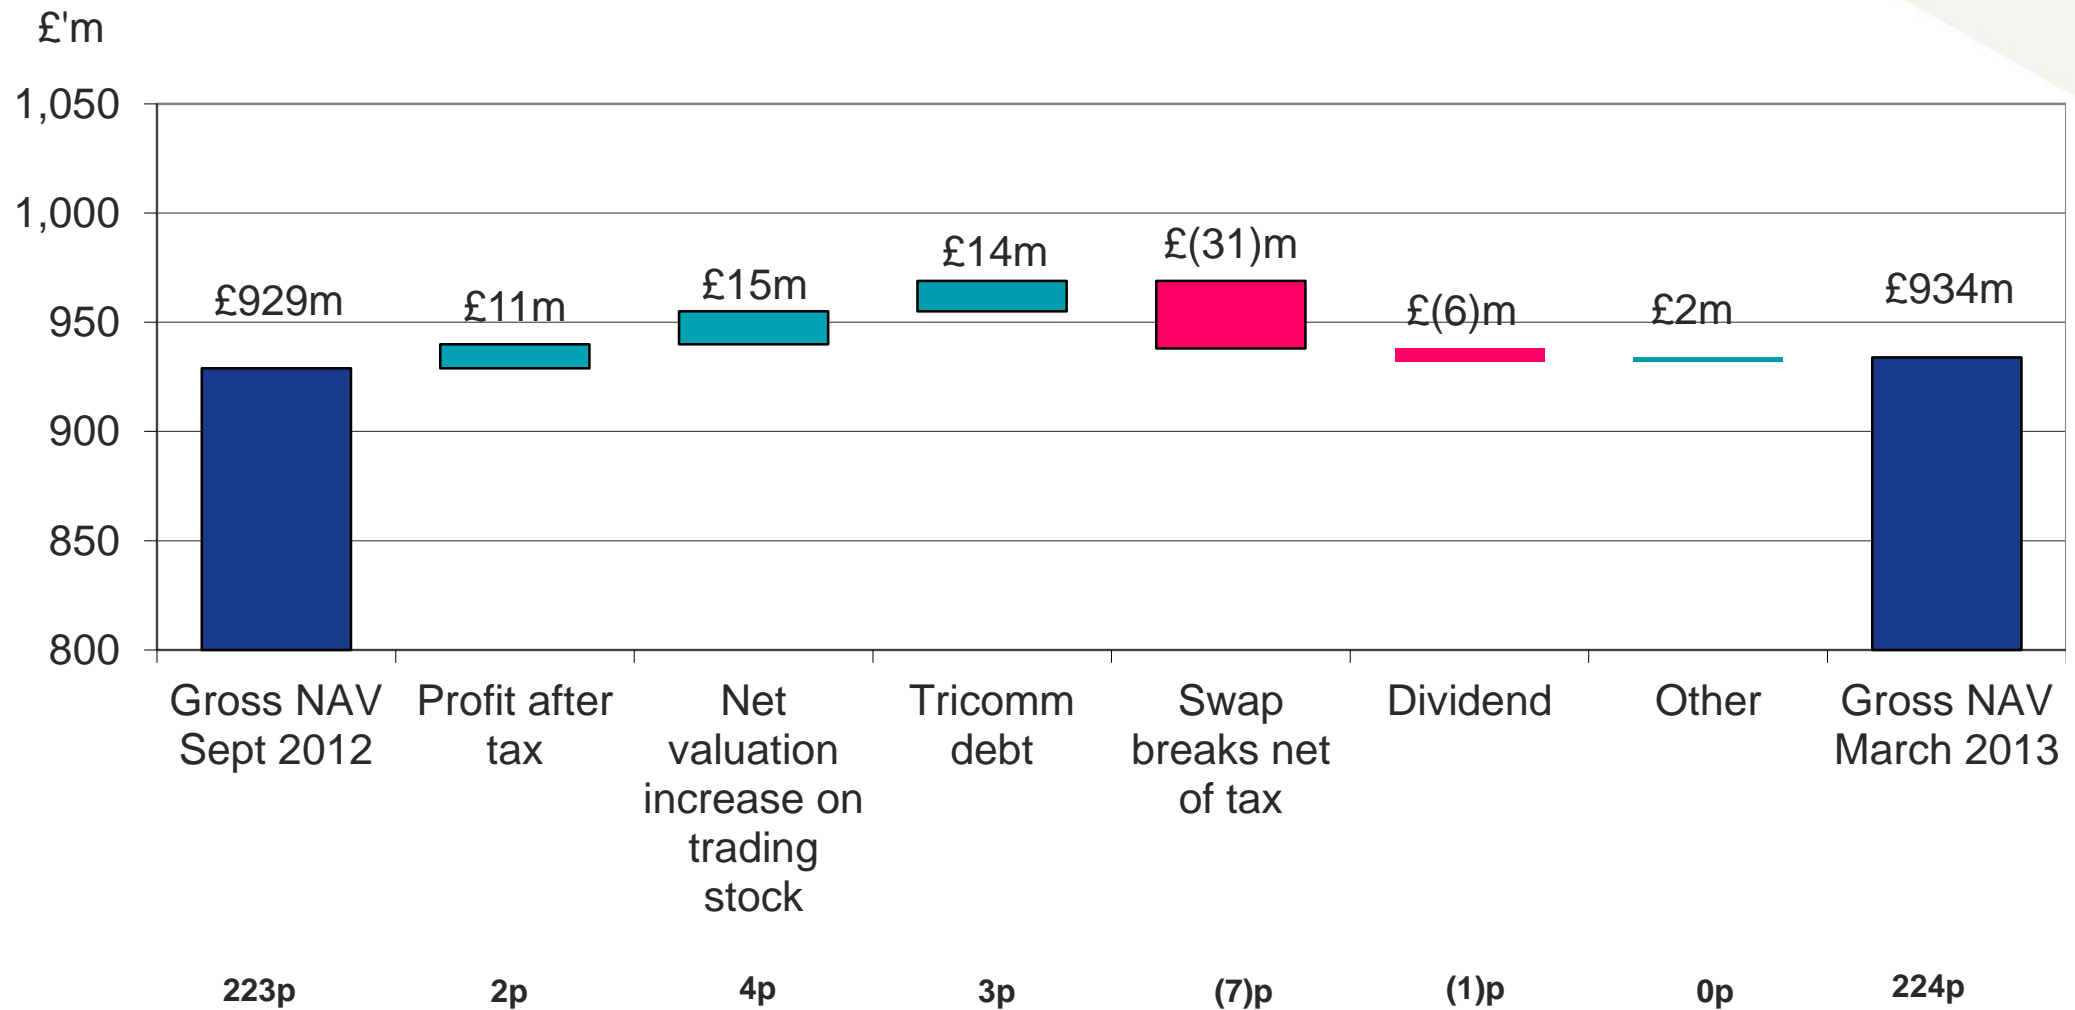 £'m
1,050
1,000
950
900
850
800
£929m
£11m
£15m
£14m
£(31)m
£(6)m
£2m
£934m
Gross NAV
Sept 2012
Profit after
tax
Net
valuation
increase on
trading
stock
Tricomm
debt
Swap
breaks net
of tax
Dividend
Other
Gross NAV
March 2013
223p
2p
4p
3p
(7)p
(1)p
0p
224p